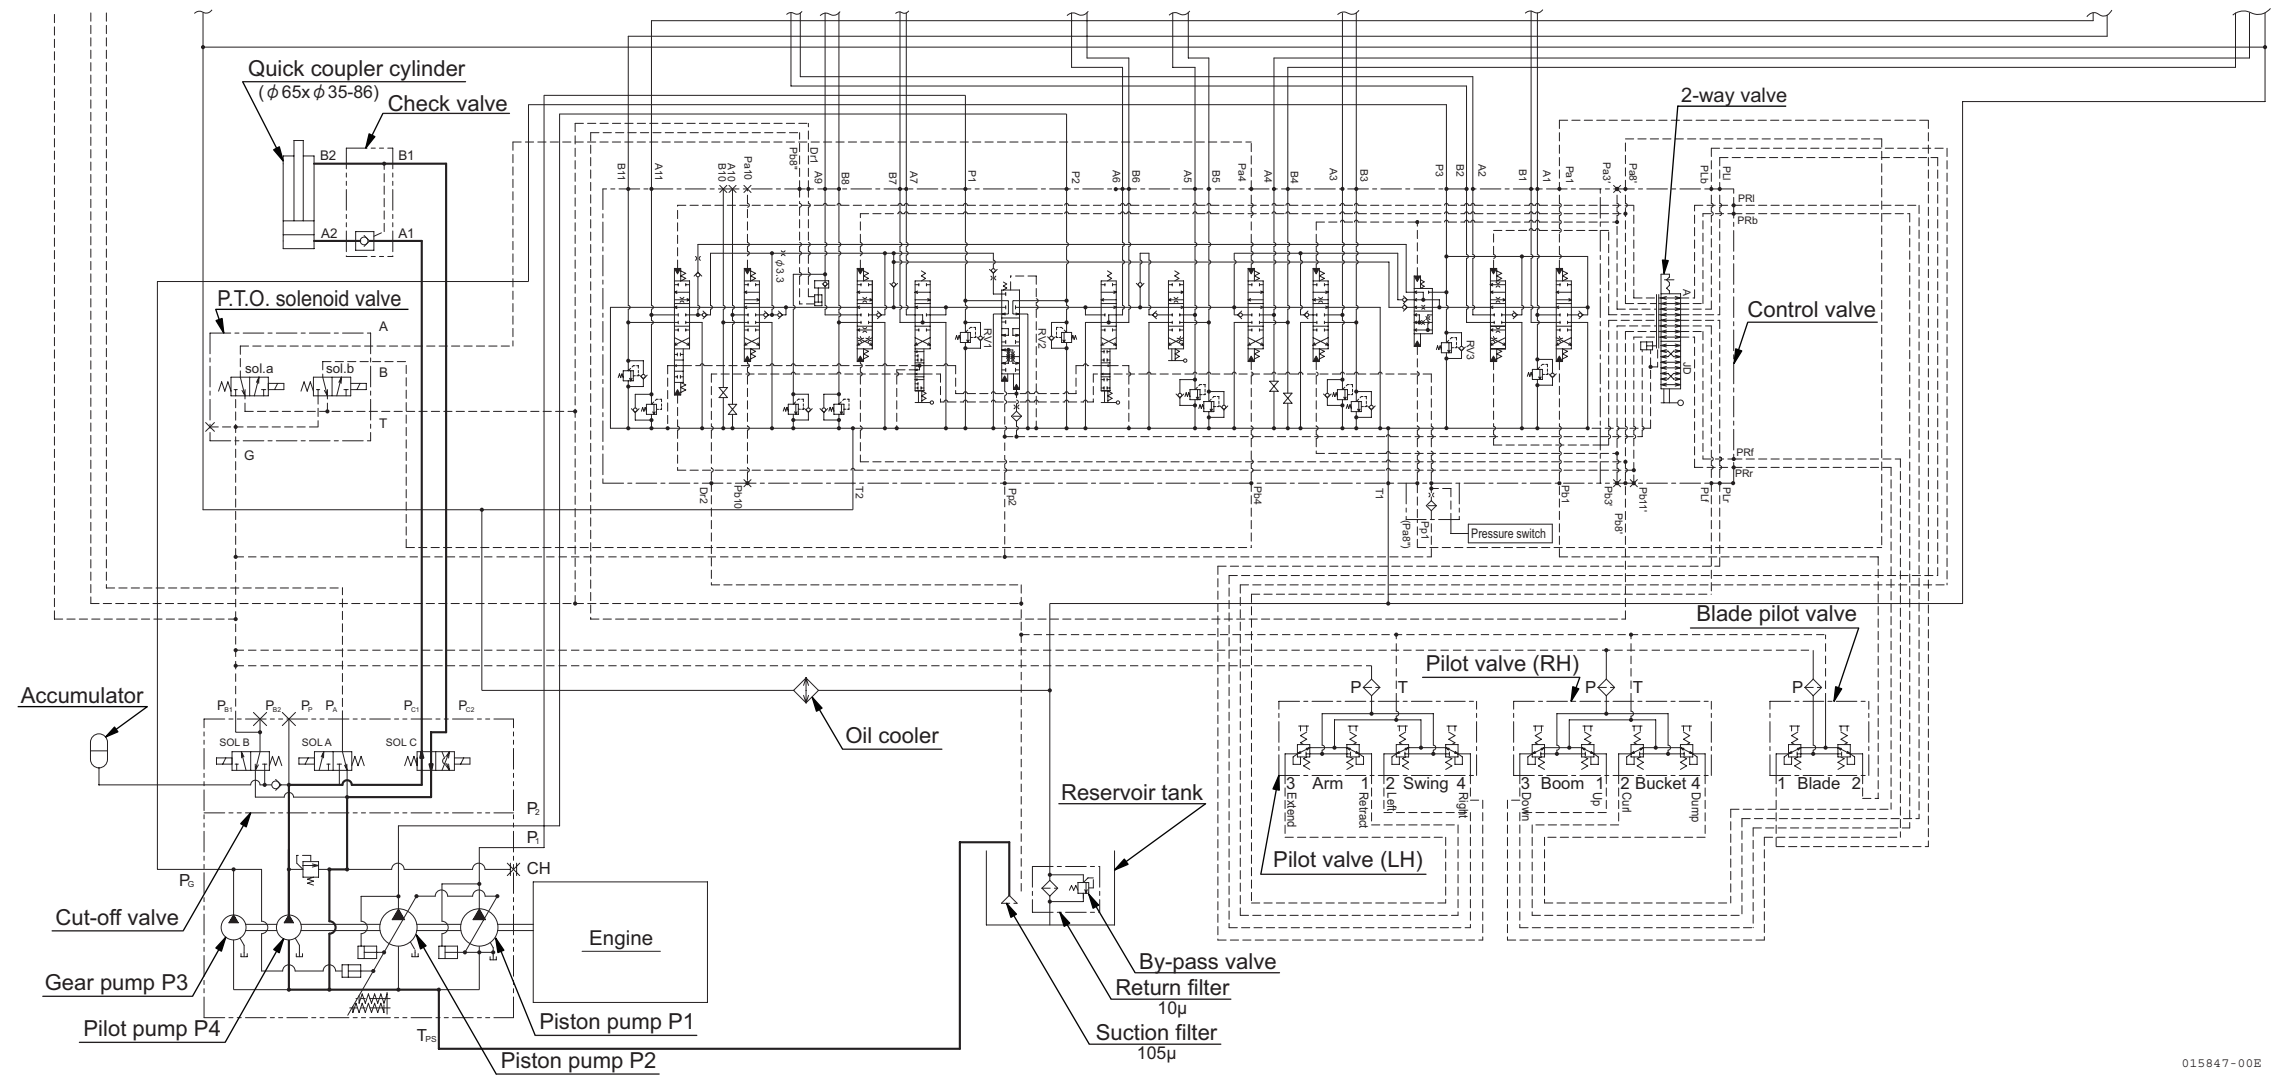 Quick coupler cylinder
(φ65xφ35-86)
Check valve
2-way valve
B2
B1
A2
A1
B11
A11
B10
A10
Pa10
Pb8"
Dr1
A9
B8
B7
A7
P1
P2
A6
B6
A5
B5
Pa4
A4
B4
A3
B3
P3
B2
A2
B1
A1
Pa1
Pa3'
Pa8'
PLb
PLl
PRl
PRb
φ3.3
P.T.O. solenoid valve
A
sol.a
sol.b
B
T
G
RV1
RV2
RV3
A
JD
Control valve
PRf
PRr
Dr2
Pb10
T2
Pp2
Pb4
T1
(Pa8")
Pp1
Pb1
Pb3'
Pb8'
Pb11'
PLf
PLr
Pressure switch
Blade pilot valve
Pilot valve (RH)
Accumulator
PB1
PB2
PP
PA
PC1
PC2
SOL B
SOL A
SOL C
Oil cooler
P T
P T
P
3 Arm 1
2 Swing 4
3 Boom 1
2 Bucket 4
1 Blade 2
Extend
Retract
Left
Right
Down
Up
Curl
Dump
Reservoir tank
P2
P1
CH
PG
Pilot valve (LH)
Cut-off valve
Engine
Gear pump P3
By-pass valve
Return filter
10μ
Pilot pump P4
Piston pump P1
Suction filter
105μ
TPS
Piston pump P2
015847-00E